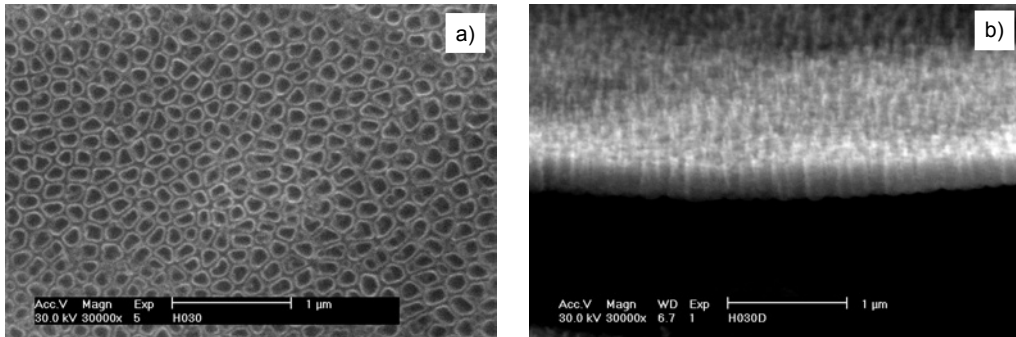 a)
Acc.V Magn Exp 1 µm
30.0 kV 30000x 5 H030
b)
Acc.V Magn WD Exp 1 µm
30.0 kV 30000x 6.7 1 H030D